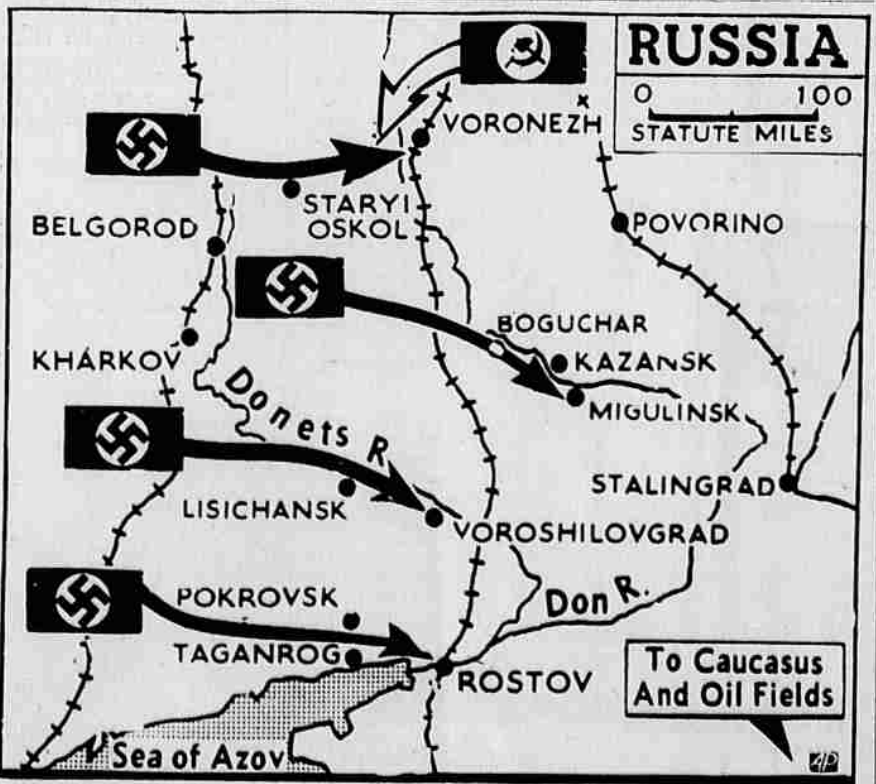 RUSSIA
0 100
STATUTE MILES
VORONEZH
STARYI
OSKOL
POVORINO
BELGOROD
BOGUCHAR
KHARKOV
KAZANSK
MIGULINSK
Donets R
STALINGRAD
LISICHANSK
VOROSHILOVGRAD
POKROVSK
Don R.
TAGANROG
ROSTOV
To Caucasus
And Oil Fields
Sea of Azov
AP